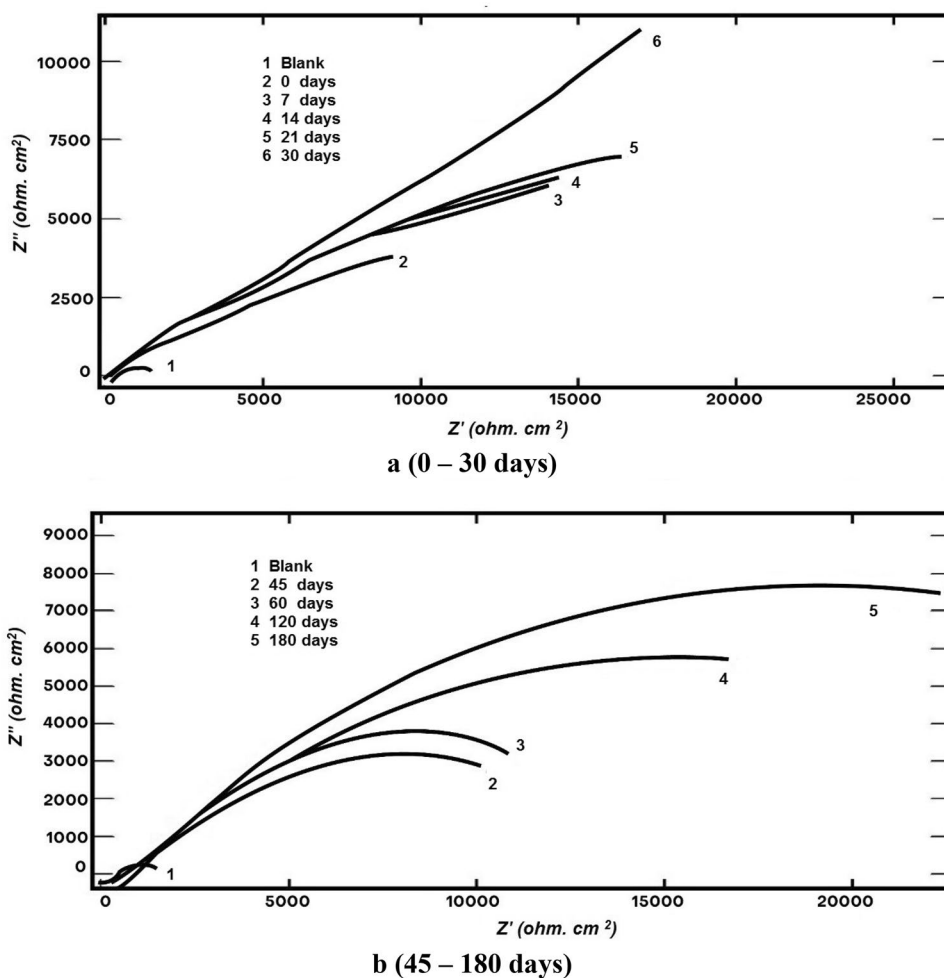 10000
7500
5000
2500
0
Z" (ohm. cm²)
1 Blank
2 0 days
3 7 days
4 14 days
5 21 days
6 30 days
6
5
4
3
2
1
0 5000 10000 15000 20000 25000
Z' (ohm. cm ²)
a (0 – 30 days)
9000
8000
7000
6000
5000
4000
3000
2000
1000
0
Z" (ohm. cm²)
1 Blank
2 45 days
3 60 days
4 120 days
5 180 days
5
4
3
2
1
0 5000 10000 15000 20000
Z' (ohm. cm²)
b (45 – 180 days)